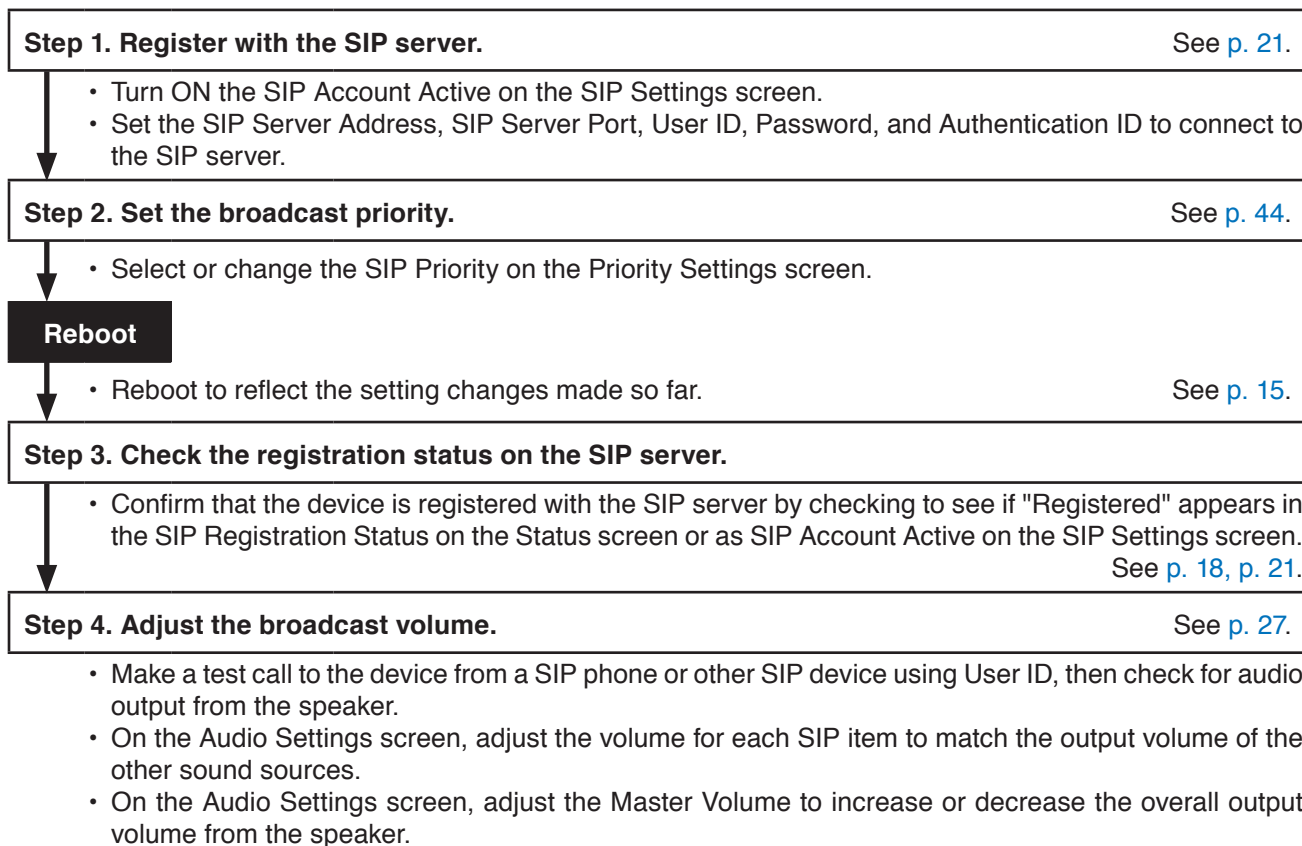 Step 1. Register with the SIP server. See p. 21.
• Turn ON the SIP Account Active on the SIP Settings screen.
• Set the SIP Server Address, SIP Server Port, User ID, Password, and Authentication ID to connect to
the SIP server.
Step 2. Set the broadcast priority. See p. 44.
• Select or change the SIP Priority on the Priority Settings screen.
Reboot
• Reboot to reflect the setting changes made so far. See p. 15.
Step 3. Check the registration status on the SIP server.
• Confirm that the device is registered with the SIP server by checking to see if "Registered" appears in
the SIP Registration Status on the Status screen or as SIP Account Active on the SIP Settings screen.
See p. 18, p. 21.
Step 4. Adjust the broadcast volume. See p. 27.
• Make a test call to the device from a SIP phone or other SIP device using User ID, then check for audio
output from the speaker.
• On the Audio Settings screen, adjust the volume for each SIP item to match the output volume of the
other sound sources.
• On the Audio Settings screen, adjust the Master Volume to increase or decrease the overall output
volume from the speaker.